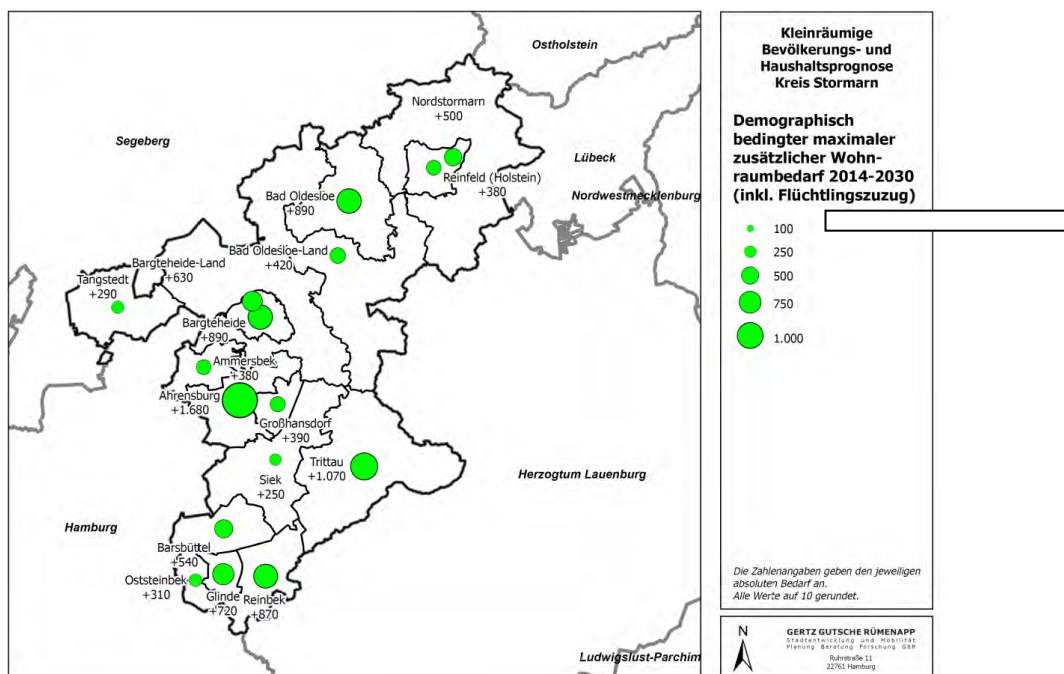 Ostholstein
Nordstormarn
+500
Segeberg
Lübeck
Reinfeld (Holstein)
+380
Nordwestmecklenburg
Bad Oldesloe
+890
Bad Oldesloe-Land
+420
Bargteheide-Land
+630
Tangstedt
+290
Bargteheide
+890
Ammersbek
+380
Ahrensburg
+1.680
Großhansdorf
+390
Trittau
+1.070
Siek
+250
Herzogtum Lauenburg
Hamburg
Barsbüttel
+540
Oststeinbek
+310
Glinde
+720
Reinbek
+870
Ludwigslust-Parchim
Kleinräumige
Bevölkerungs- und
Haushaltsprognose
Kreis Stormarn
Demographisch
bedingter maximaler
zusätzlicher Wohn-
raumbedarf 2014-2030
(inkl. Flüchtlingszuzug)
100
250
500
750
1.000
Die Zahlenangaben geben den jeweiligen
absoluten Bedarf an.
Alle Werte auf 10 gerundet.
N
GERTZ GUTSCHE RÜMENAPP
Stadtentwicklung und Mobilität
Planung Beratung Forschung GbR
Ruhrstraße 11
22761 Hamburg